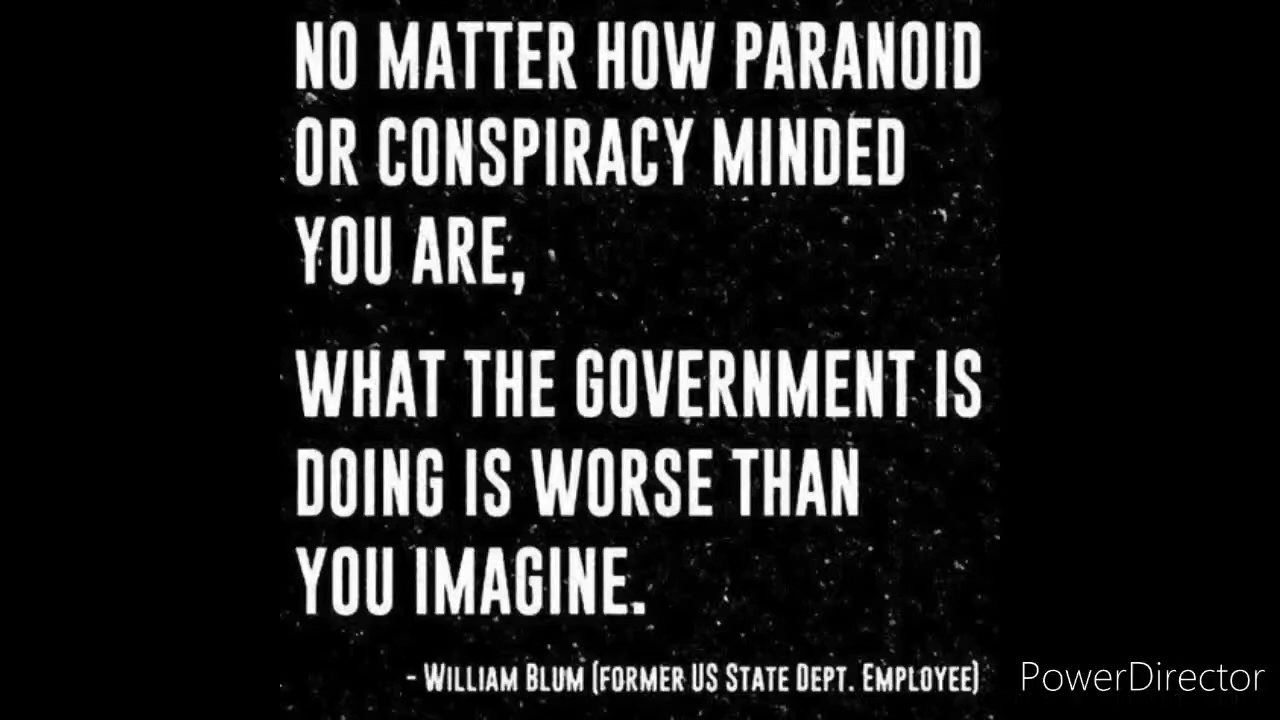 NO MATTER HOW PARANOID
OR CONSPIRACY MINDED
YOU ARE,
WHAT THE GOVERNMENT IS
DOING IS WORSE THAN
YOU IMAGINE.
- WILLIAM BLUM (FORMER US STATE DEPT. EMPLOYEE)
PowerDirector